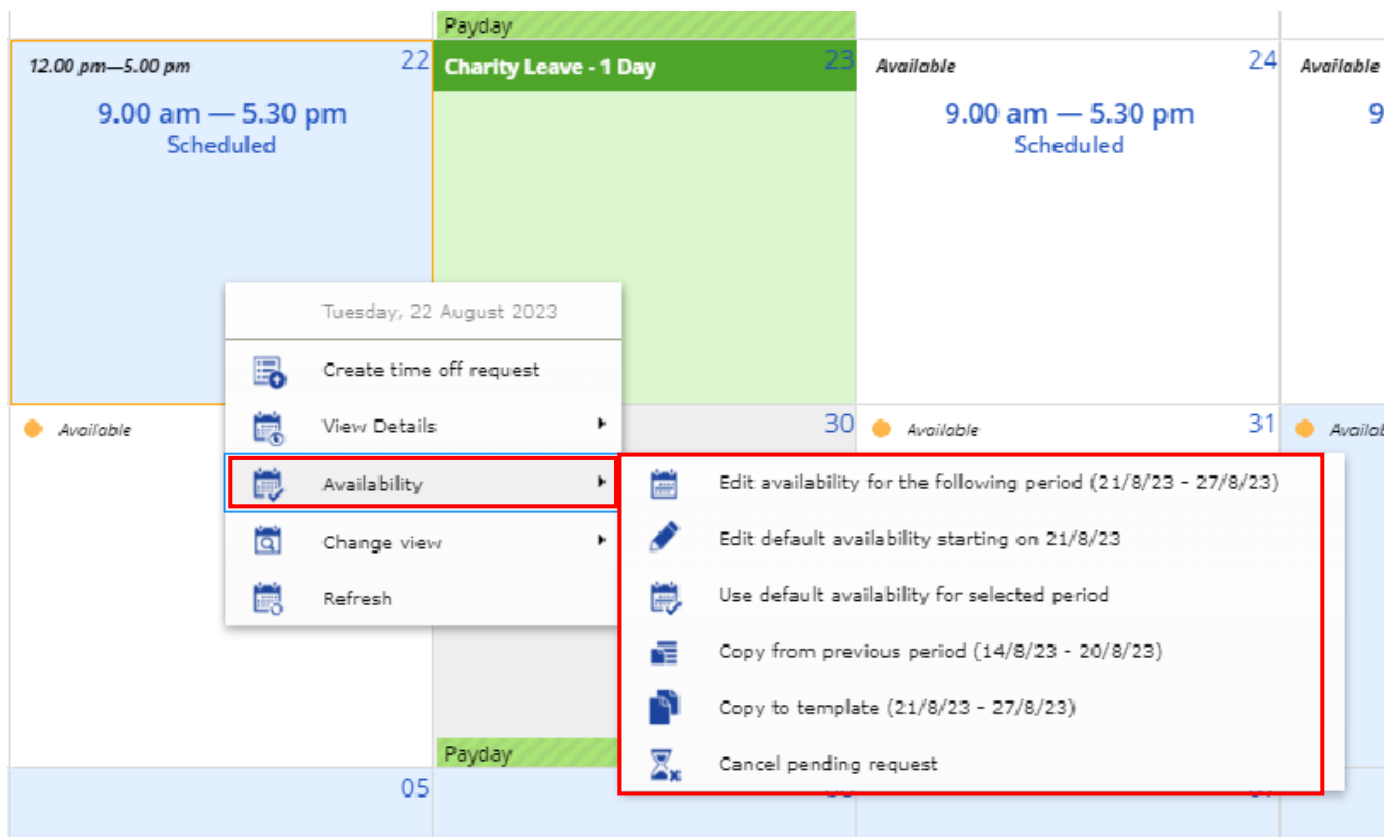 Payday
12.00 pm—5.00 pm
22
Charity Leave - 1 Day
23
Available
24
Available
9.00 am — 5.30 pm
Scheduled
9.00 am — 5.30 pm
Scheduled
9
Tuesday, 22 August 2023
Create time off request
View Details
Availability
Change view
Refresh
Available
30
Available
31
Edit availability for the following period (21/8/23 - 27/8/23)
Edit default availability starting on 21/8/23
Use default availability for selected period
Copy from previous period (14/8/23 - 20/8/23)
Copy to template (21/8/23 - 27/8/23)
Cancel pending request
Payday
05